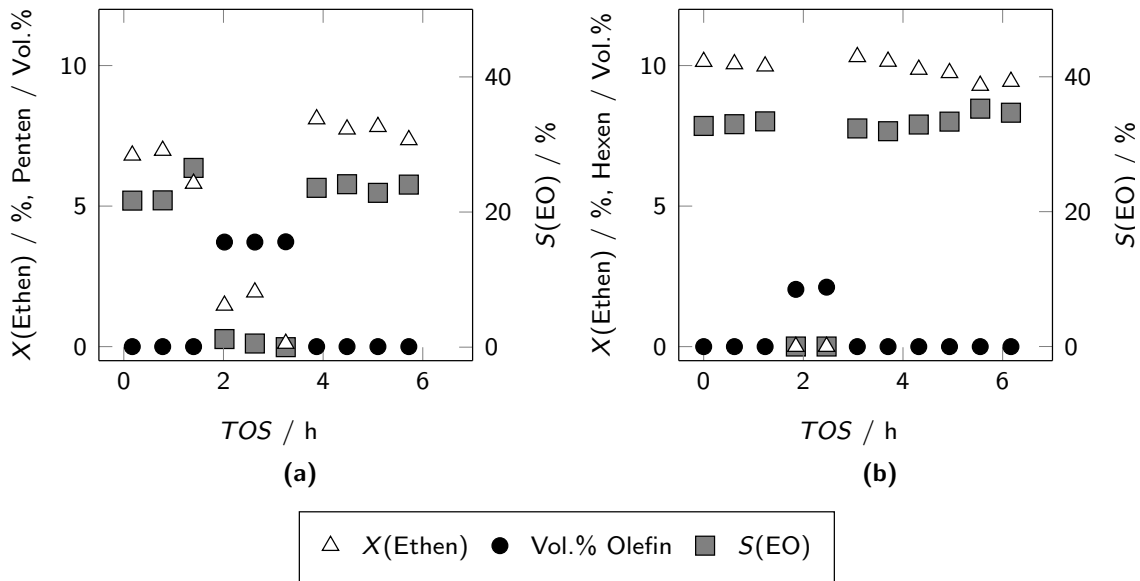 X(Ethen) / %, Penten / Vol.%
10
5
0
40
20
0
S(EO) / %
0 2 4 6
TOS / h
(a)
X(Ethen) / %, Hexen / Vol.%
10
5
0
40
20
0
S(EO) / %
0 2 4 6
TOS / h
(b)
X(Ethen) Vol.% Olefin S(EO)